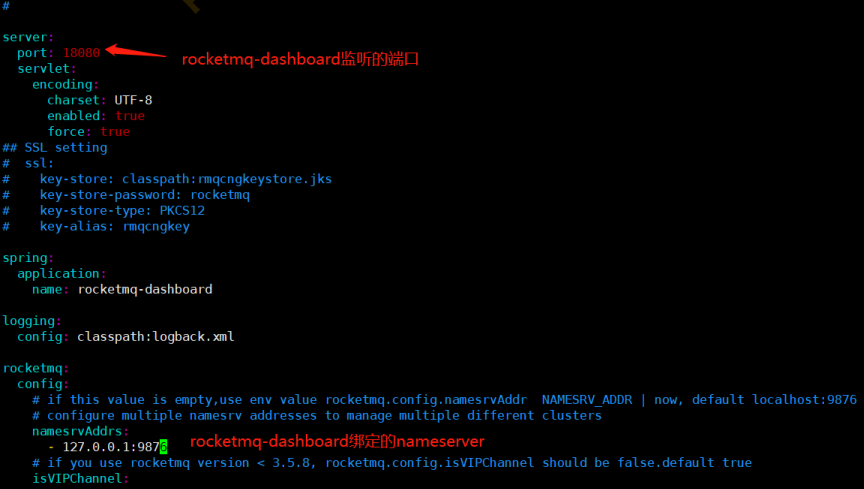 #
server:
  port: 18080
rocketmq-dashboard监听的端口
  servlet:
    encoding:
      charset: UTF-8
      enabled: true
      force: true
## SSL setting
#  ssl:
#    key-store: classpath:rmqcngkeystore.jks
#    key-store-password: rocketmq
#    key-store-type: PKCS12
#    key-alias: rmqcngkey
spring:
  application:
    name: rocketmq-dashboard
logging:
  config: classpath:logback.xml
rocketmq:
  config:
    # if this value is empty,use env value rocketmq.config.namesrvAddr  NAMESRV_ADDR | now, default localhost:9876
    # configure multiple namesrv addresses to manage multiple different clusters
    namesrvAddrs:
      - 127.0.0.1:9876
rocketmq-dashboard绑定的nameserver
    # if you use rocketmq version < 3.5.8, rocketmq.config.isVIPChannel should be false.default true
    isVIPChannel: